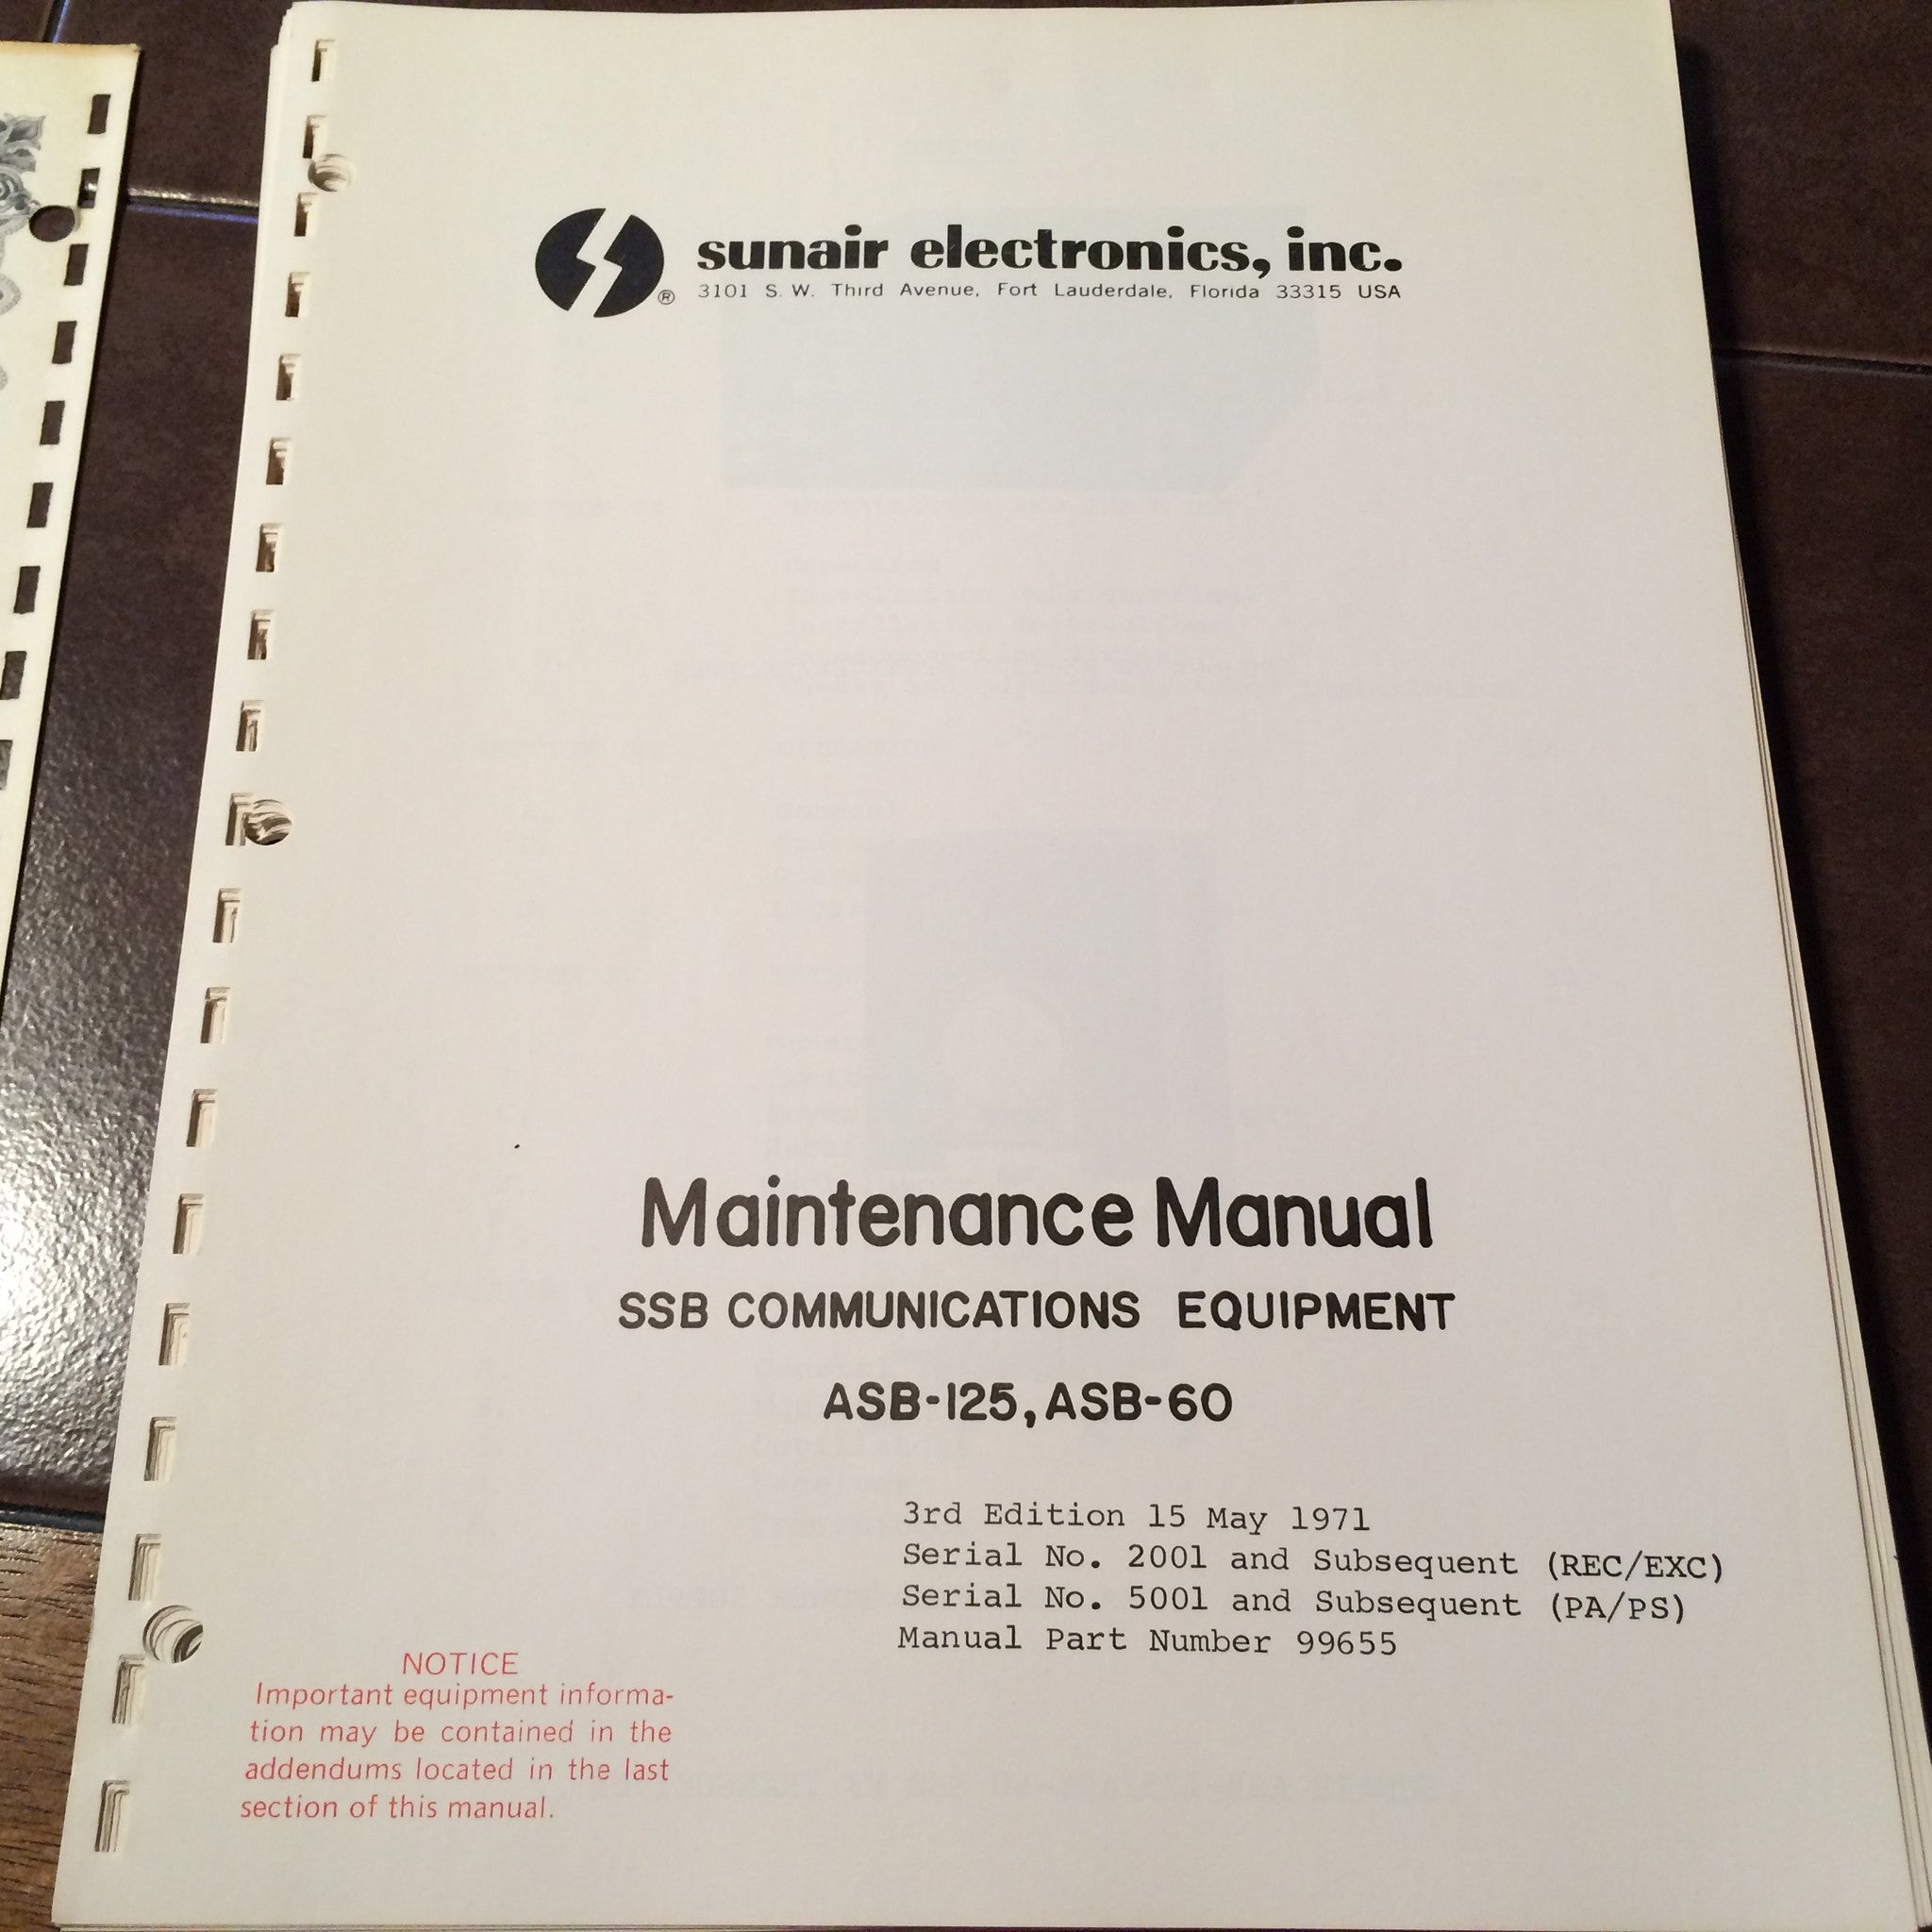 sunair electronics, inc.
® 3101 S. W. Third Avenue, Fort Lauderdale, Florida 33315 USA
Maintenance Manual
SSB COMMUNICATIONS EQUIPMENT
ASB-125, ASB-60
3rd Edition 15 May 1971
Serial No. 2001 and Subsequent (REC/EXC)
Serial No. 5001 and Subsequent (PA/PS)
Manual Part Number 99655
NOTICE
Important equipment informa-
tion may be contained in the
addendums located in the last
section of this manual.